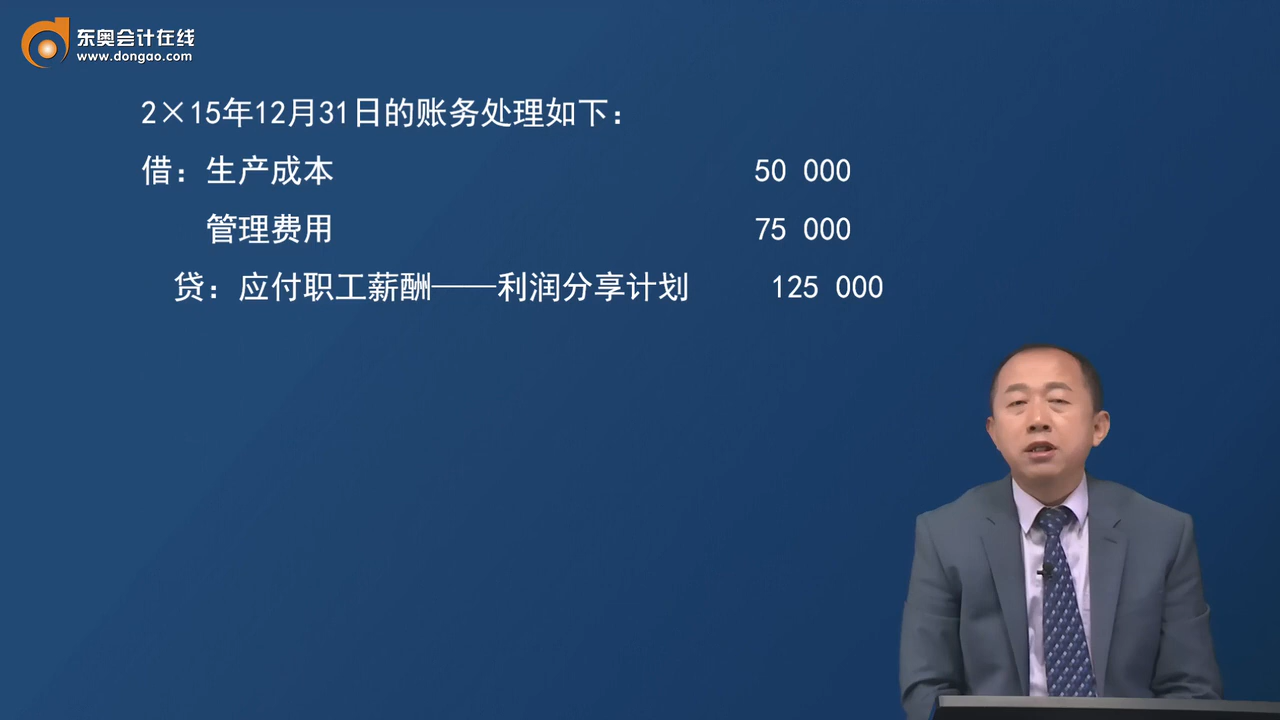 东奥会计在线
www.dongao.com
2×15年12月31日的账务处理如下：
借：生产成本 50 000
管理费用 75 000
贷：应付职工薪酬——利润分享计划 125 000